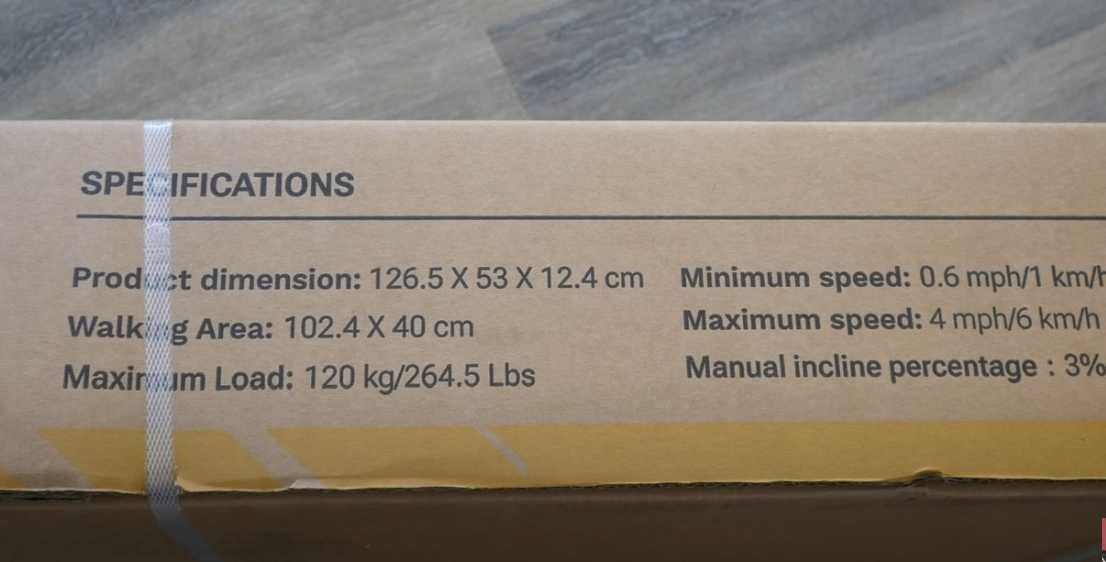 SPECIFICATIONS
Product dimension: 126.5 X 53 X 12.4 cm
Walking Area: 102.4 X 40 cm
Maximum Load: 120 kg/264.5 Lbs
Minimum speed: 0.6 mph/1 km/h
Maximum speed: 4 mph/6 km/h
Manual incline percentage : 3%